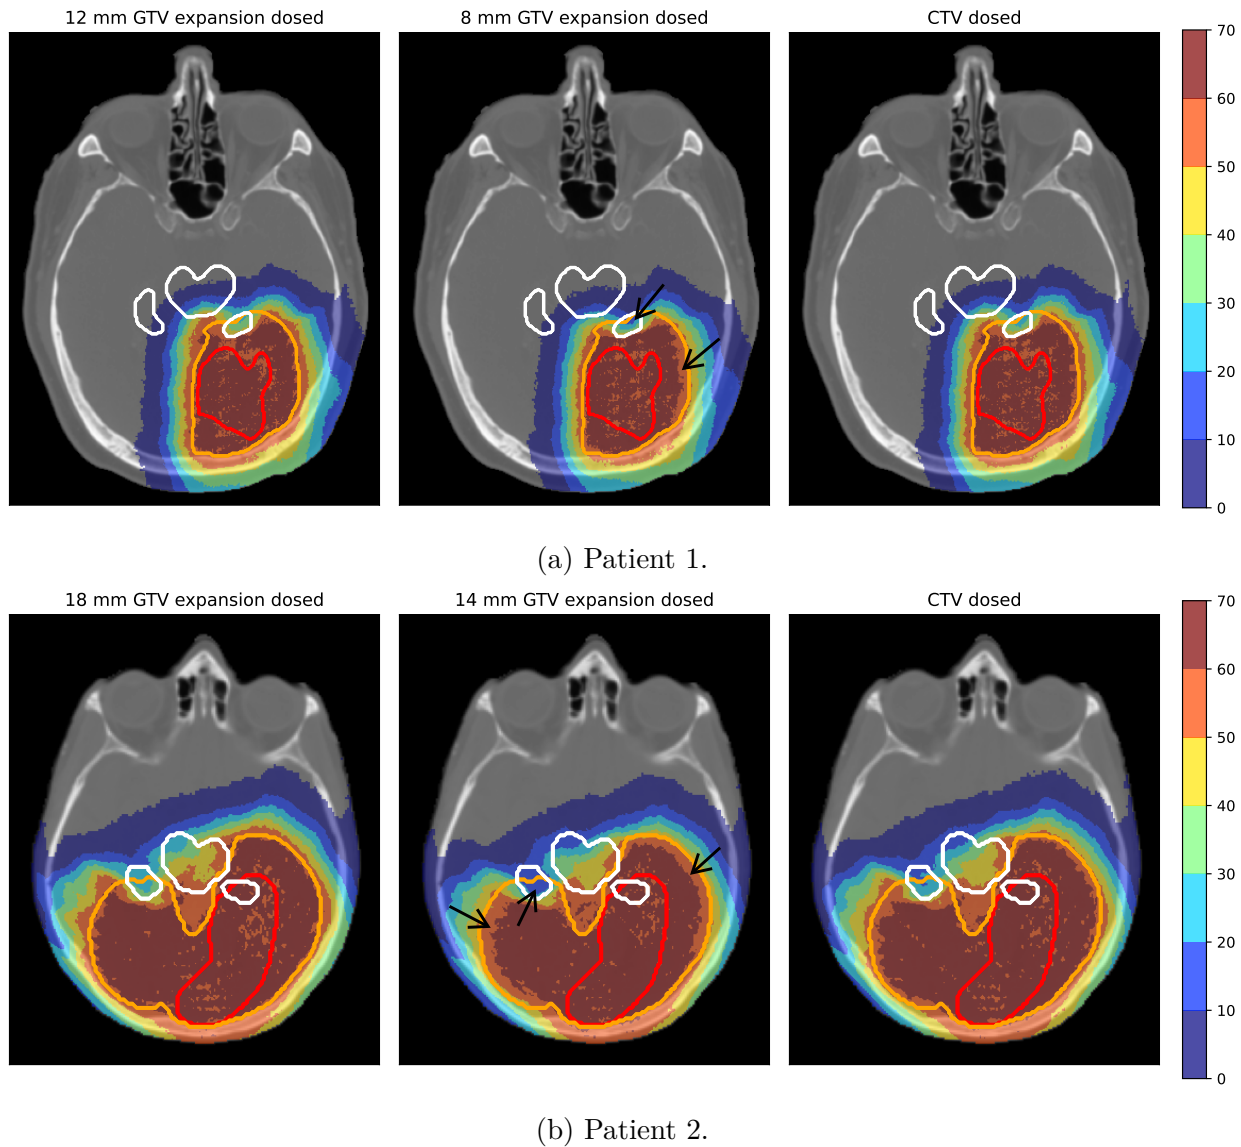 12 mm GTV expansion dosed
8 mm GTV expansion dosed
CTV dosed
70
60
50
40
30
20
10
0
(a) Patient 1.
18 mm GTV expansion dosed
14 mm GTV expansion dosed
CTV dosed
70
60
50
40
30
20
10
0
(b) Patient 2.